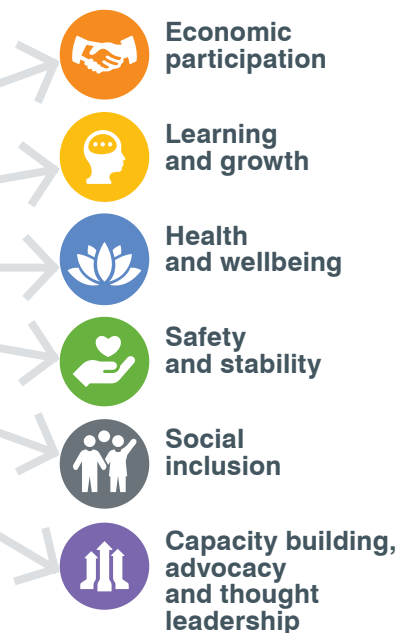 Economic
participation
Learning
and growth
Health
and wellbeing
Safety
and stability
Social
inclusion
Capacity building,
advocacy
and thought
leadership